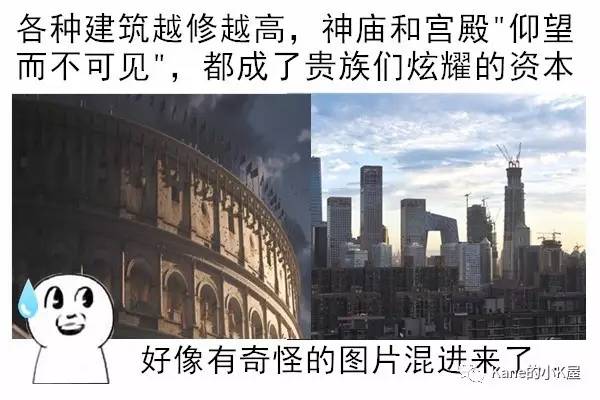 各种建筑越修越高，神庙和宫殿"仰望
而不可见"，都成了贵族们炫耀的资本
好像有奇怪的图片混进来了
Kane的小K屋